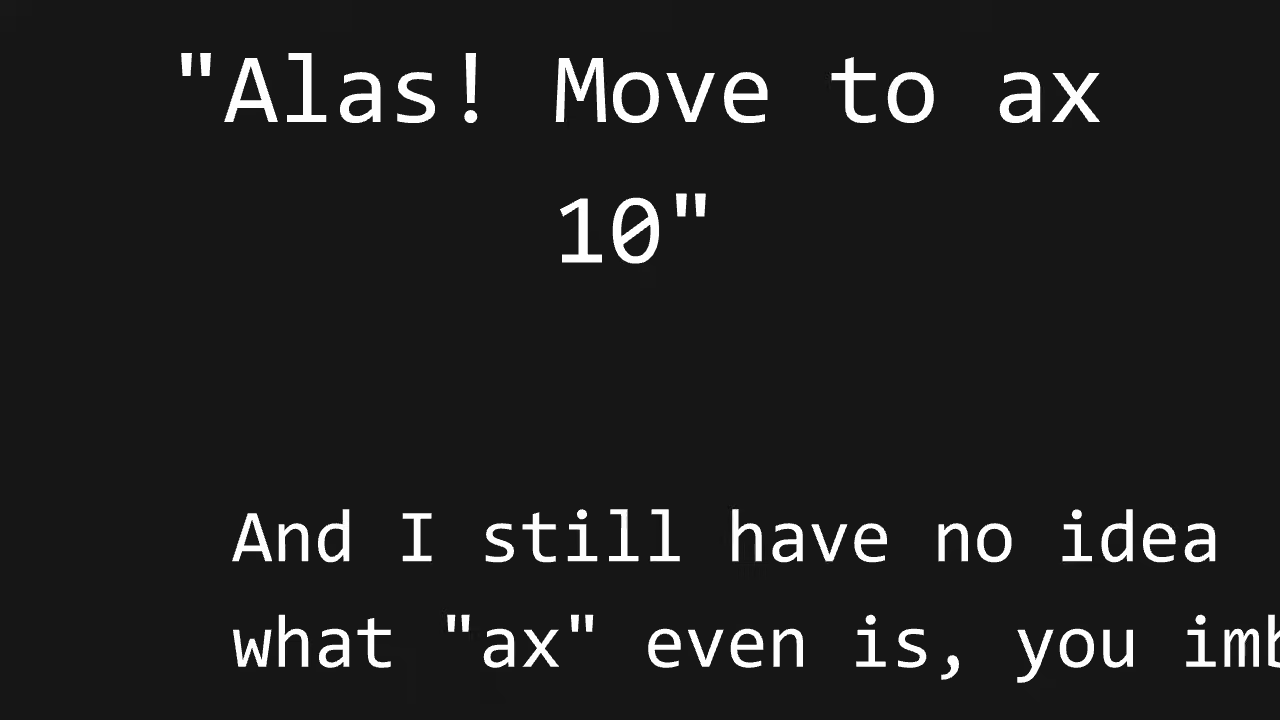 "Alas! Move to ax
10"
And I still have no idea
what "ax" even is, you